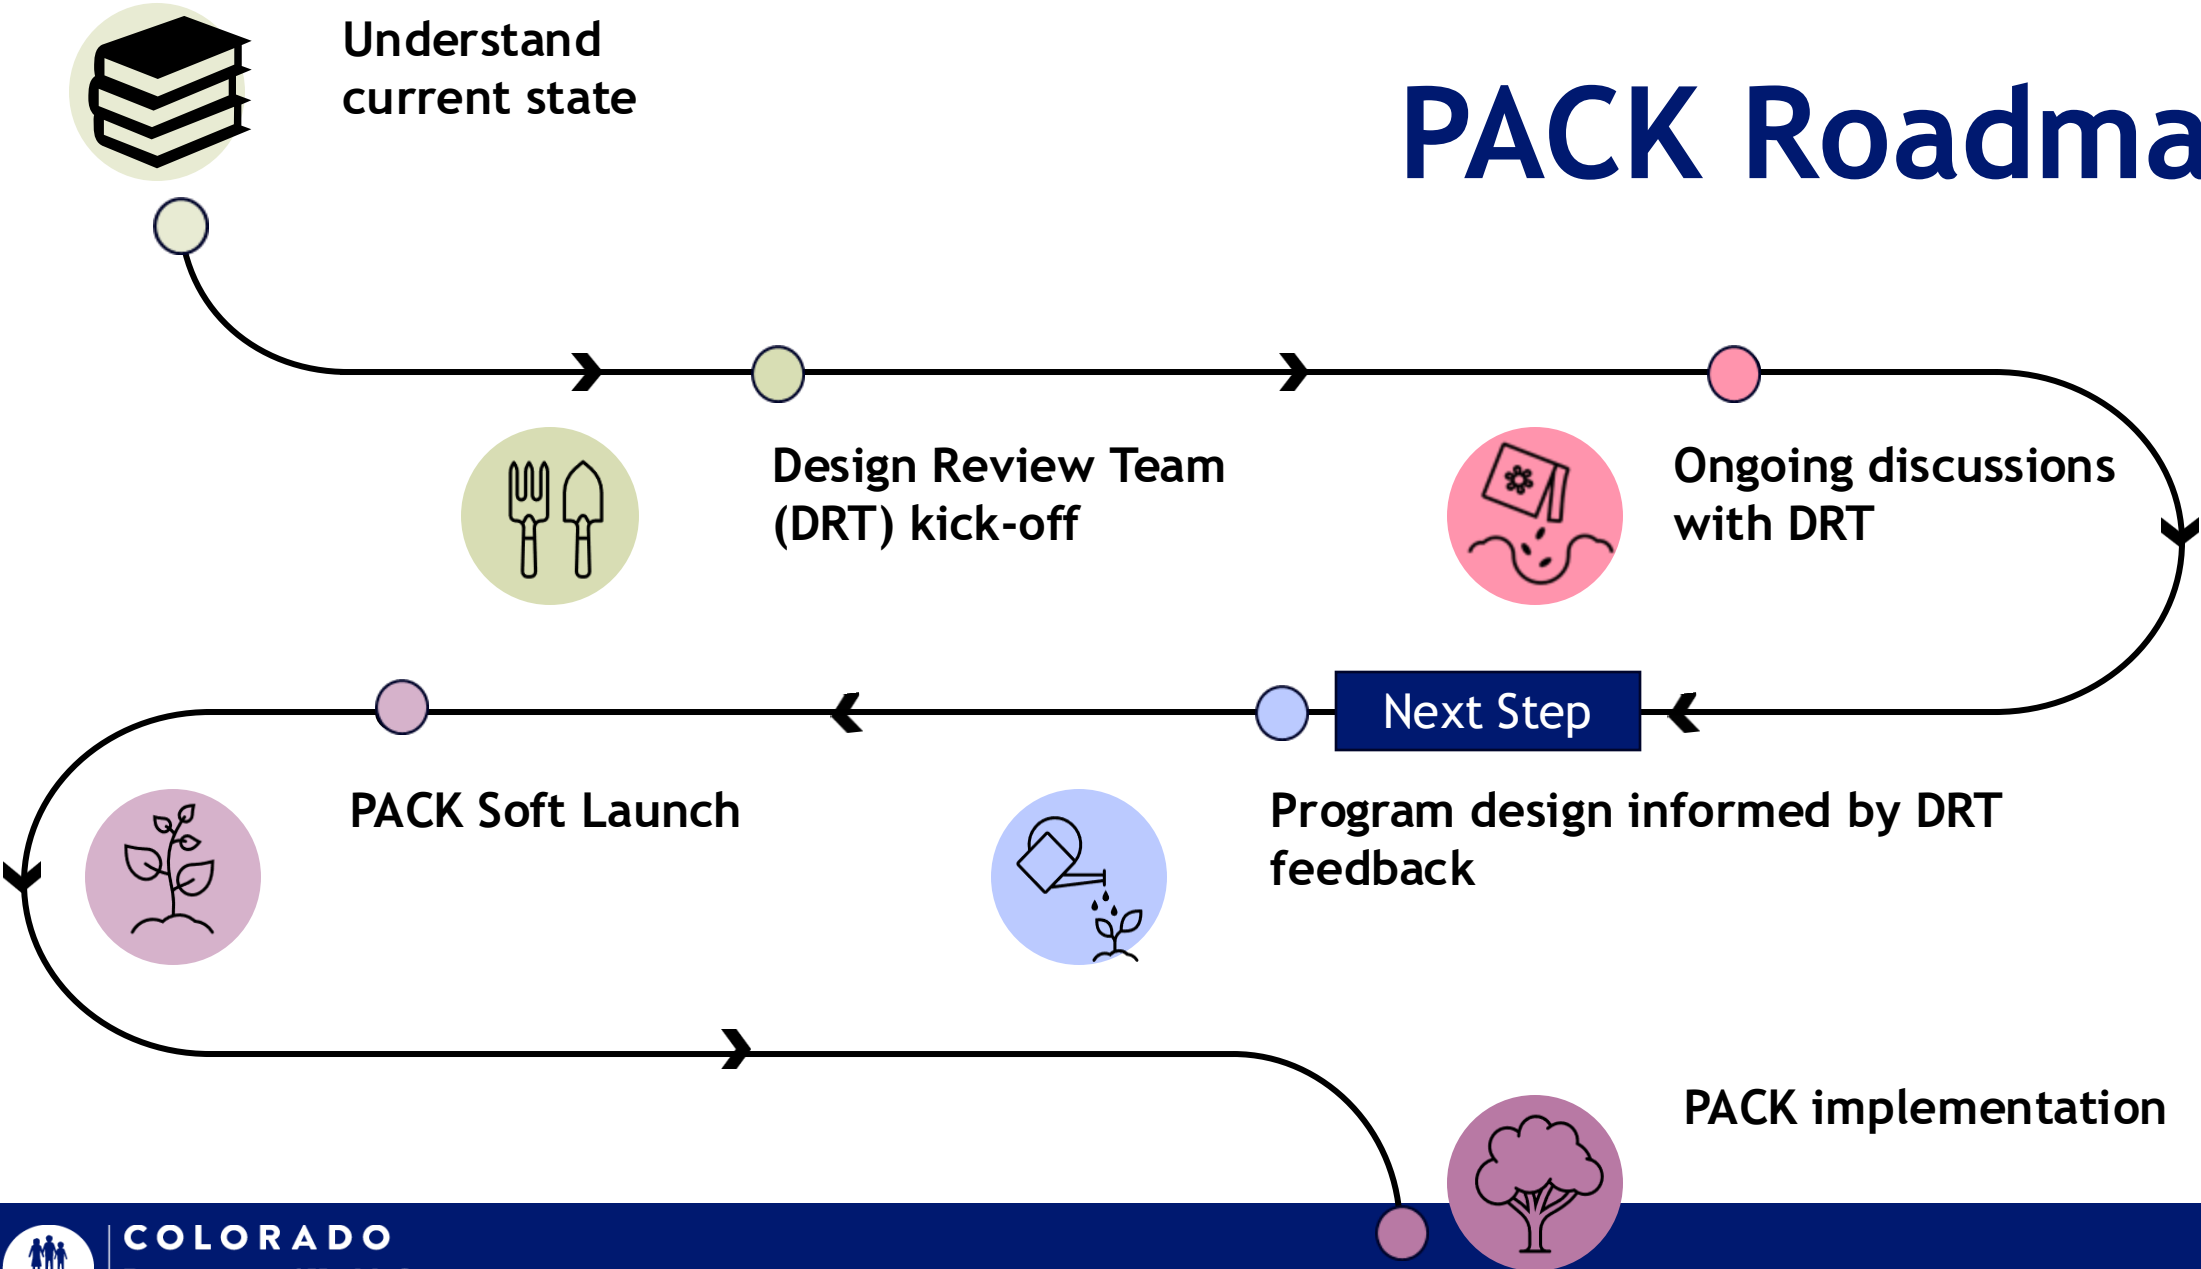 Understand
current state
PACK Roadma
Design Review Team
(DRT) kick-off
Ongoing discussions
with DRT
Next Step
PACK Soft Launch
Program design informed by DRT
feedback
PACK implementation
COLORADO